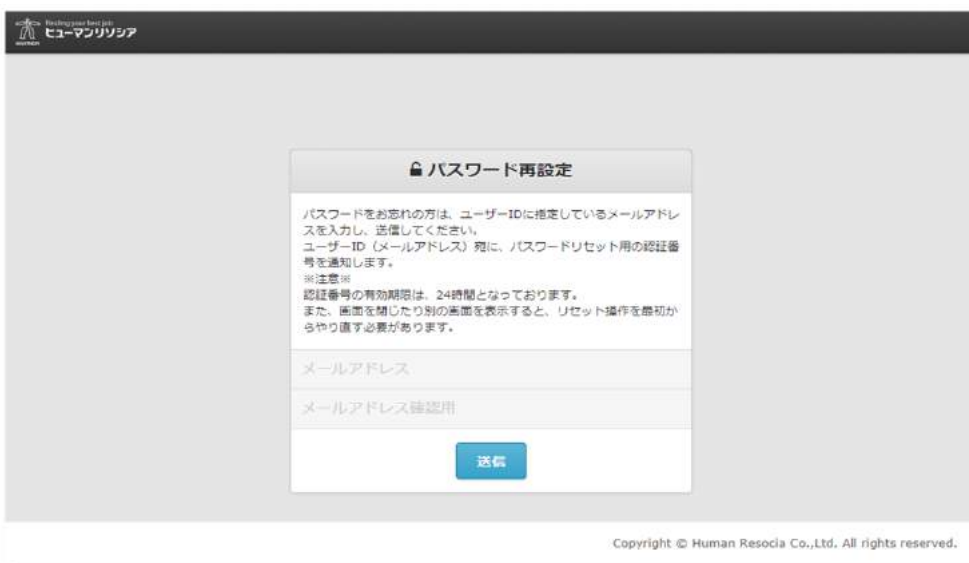 Finding your best job
ヒューマンリソシア
HUMAN
パスワード再設定
パスワードをお忘れの方は、ユーザーIDに指定しているメールアドレ
スを入力し、送信してください。
ユーザーID（メールアドレス）宛に、パスワードリセット用の認証番
号を通知します。
※注意※
認証番号の有効期限は、24時間となっております。
また、画面を閉じたり別の画面を表示すると、リセット操作を最初か
らやり直す必要があります。
メールアドレス
メールアドレス確認用
送信
Copyright © Human Resocia Co.,Ltd. All rights reserved.